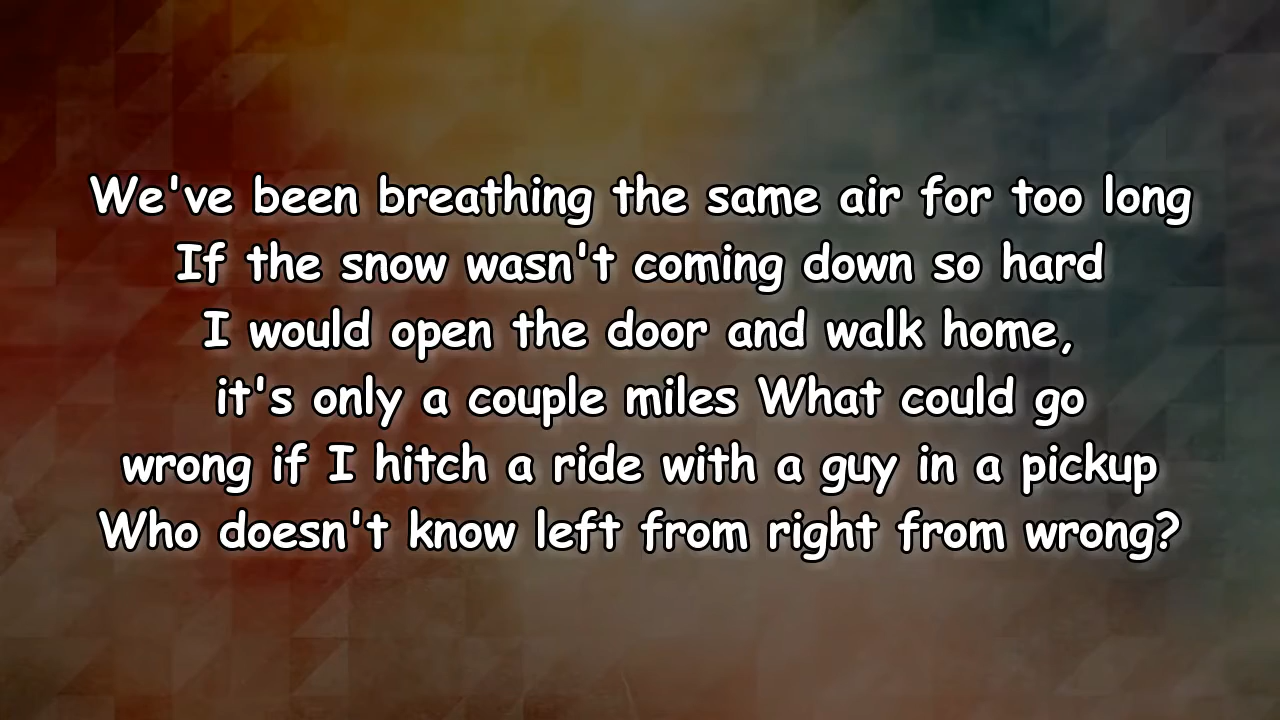 We've been breathing the same air for too long
If the snow wasn't coming down so hard
I would open the door and walk home,
it's only a couple miles What could go
wrong if I hitch a ride with a guy in a pickup
Who doesn't know left from right from wrong?